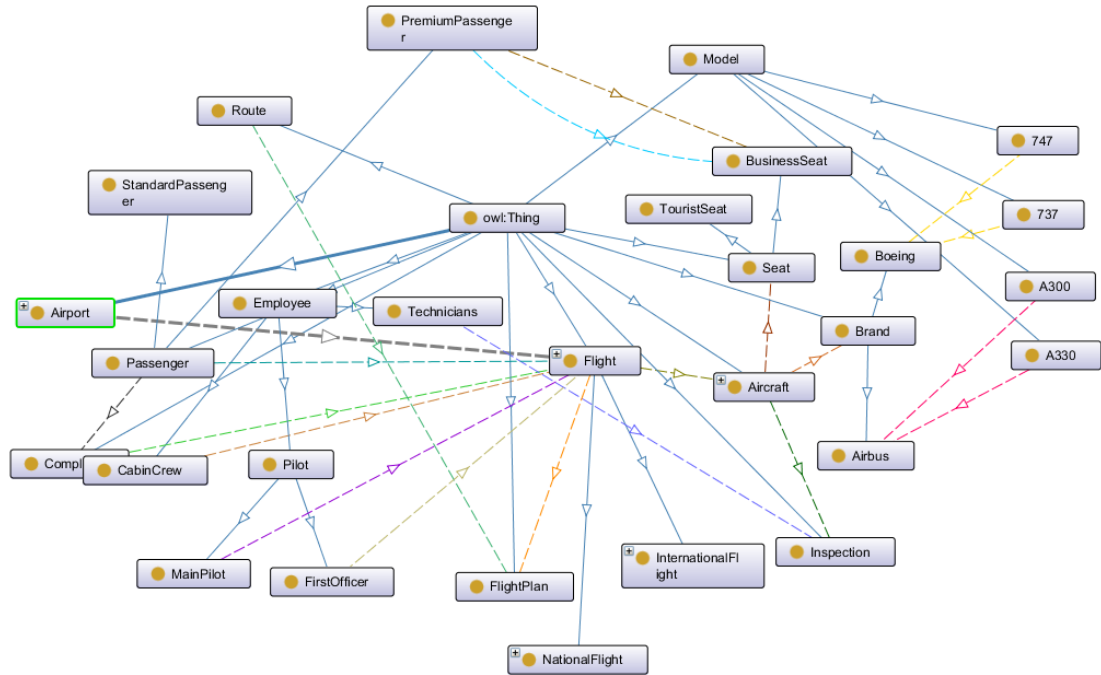 PremiumPassenge
r
Model
Route
747
BusinessSeat
StandardPasseng
er
TouristSeat
737
owl:Thing
Boeing
Seat
A300
Employee
Technicians
Airport
Brand
A330
Passenger
Flight
Aircraft
Airbus
Compl
CabinCrew
Pilot
Inspection
InternationalFl
ight
MainPilot
FirstOfficer
FlightPlan
NationalFlight